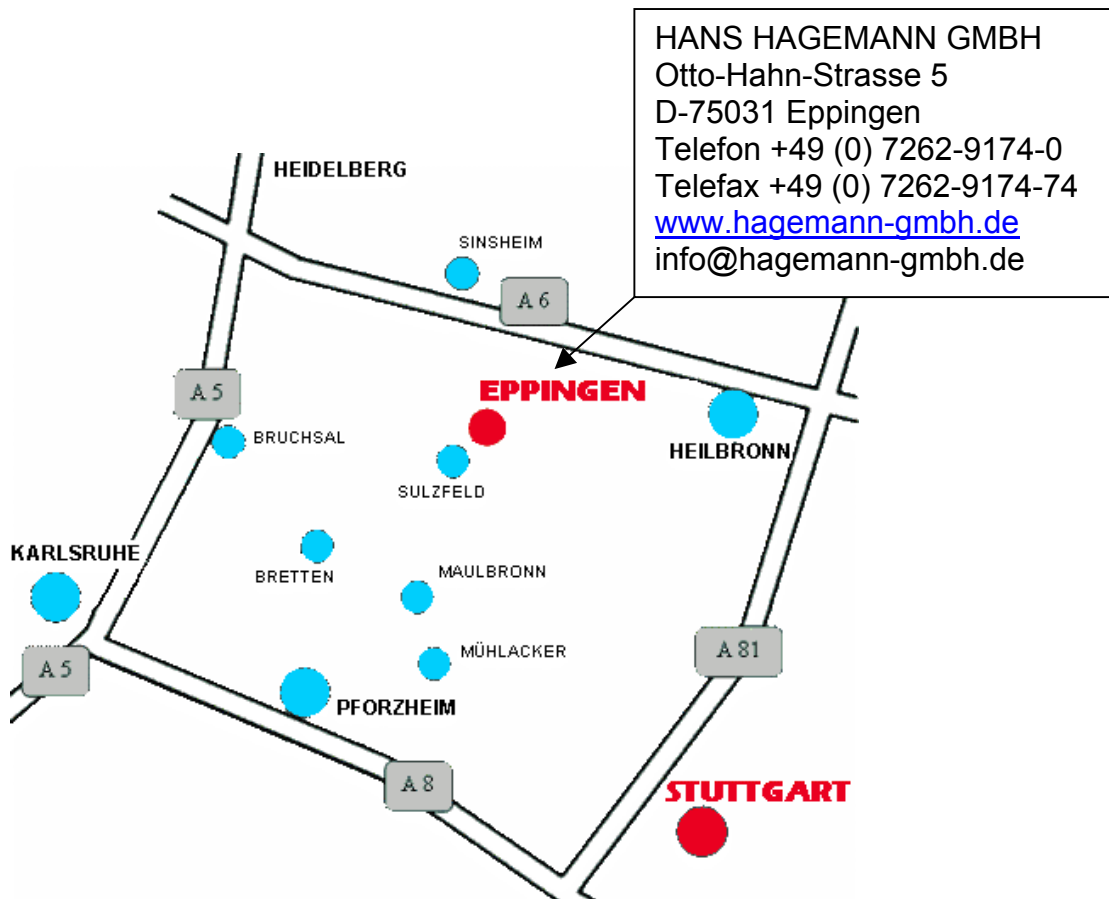 HANS HAGEMANN GMBH
Otto-Hahn-Strasse 5
D-75031 Eppingen
Telefon +49 (0) 7262-9174-0
Telefax +49 (0) 7262-9174-74
www.hagemann-gmbh.de
info@hagemann-gmbh.de
HEIDELBERG
SINSHEIM
A 6
A 5
EPPINGEN
BRUCHSAL
HEILBRONN
SULZFELD
KARLSRUHE
BRETTEN
MAULBRONN
A 5
MÜHLACKER
A 81
PFORZHEIM
A 8
STUTTGART